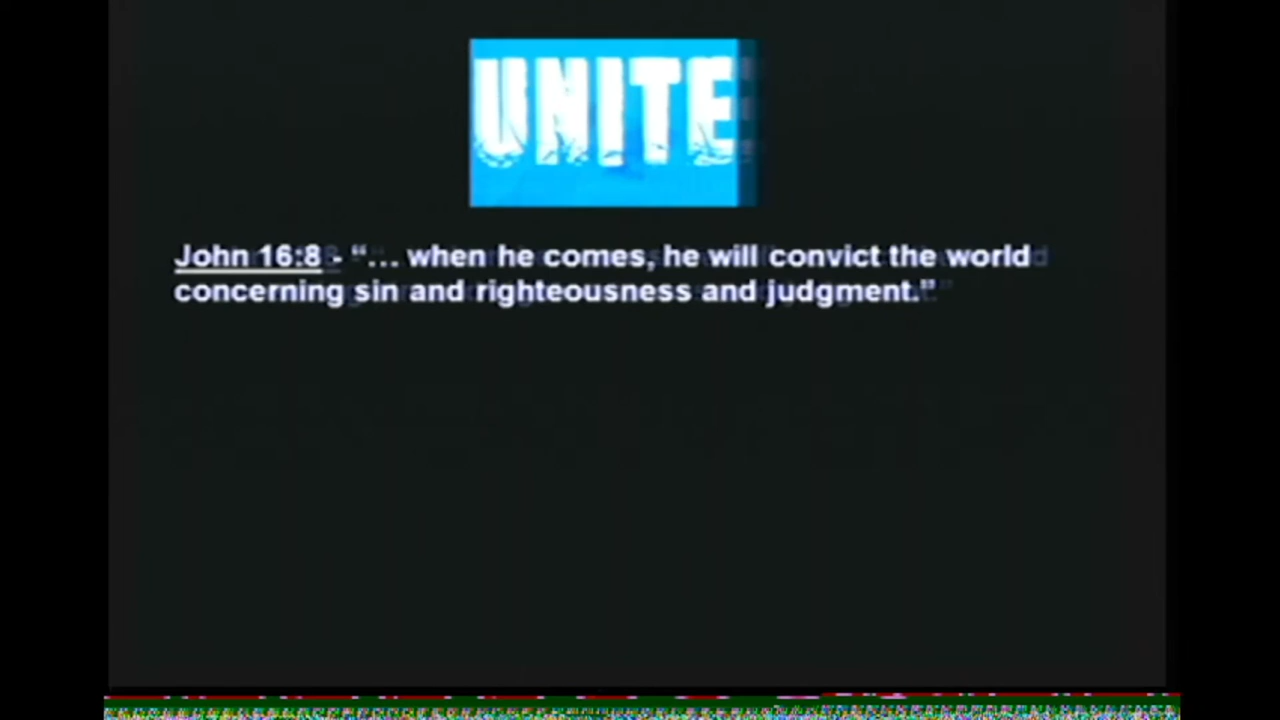 UNITE
John 16:8 - “… when he comes, he will convict the world
concerning sin and righteousness and judgment.”